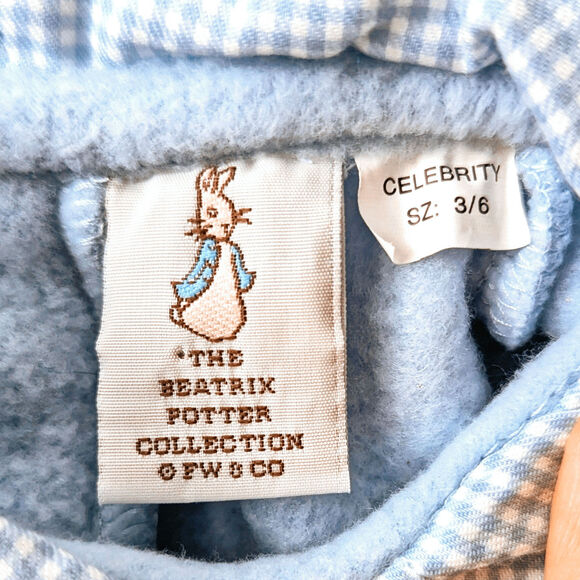 THE
BEATRIX
POTTER
COLLECTION
© FW & CO
CELEBRITY
SZ: 3/6